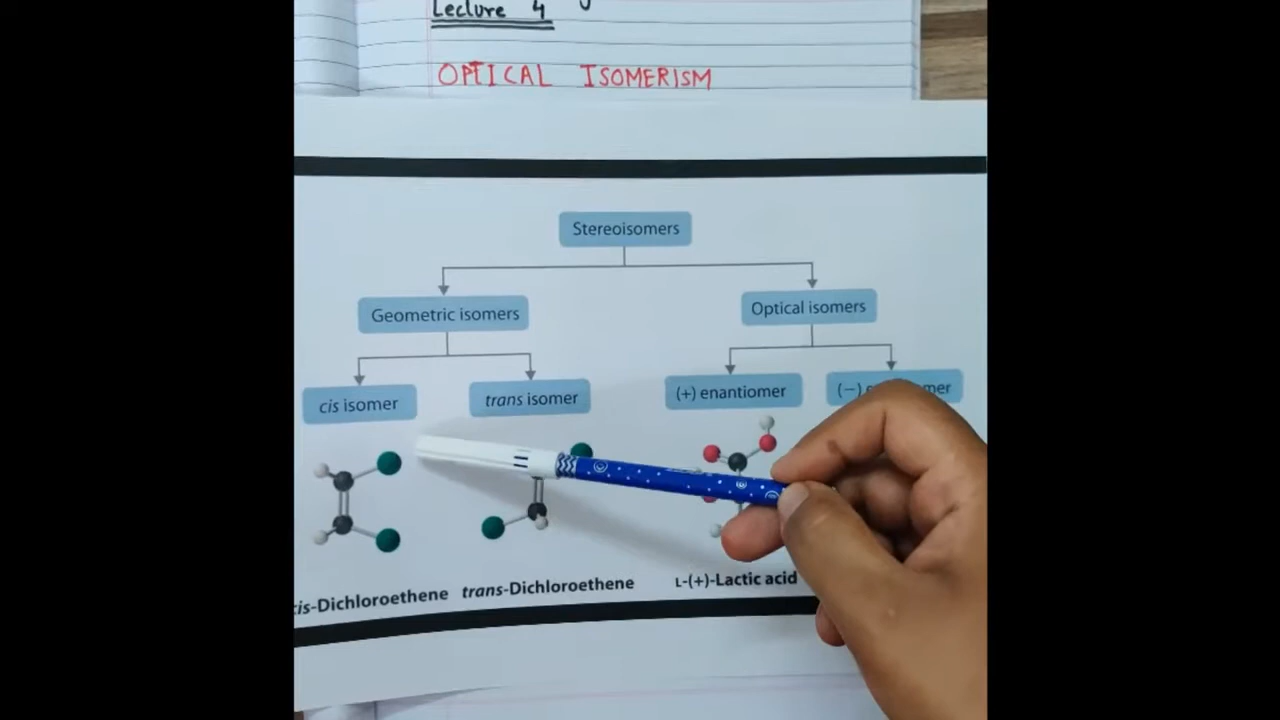 Lecture 4
OPTICAL ISOMERISM
Stereoisomers
Geometric isomers
Optical isomers
cis isomer
trans isomer
(+) enantiomer
(−)
cis-Dichloroethene
trans-Dichloroethene
L-(+)-Lactic acid